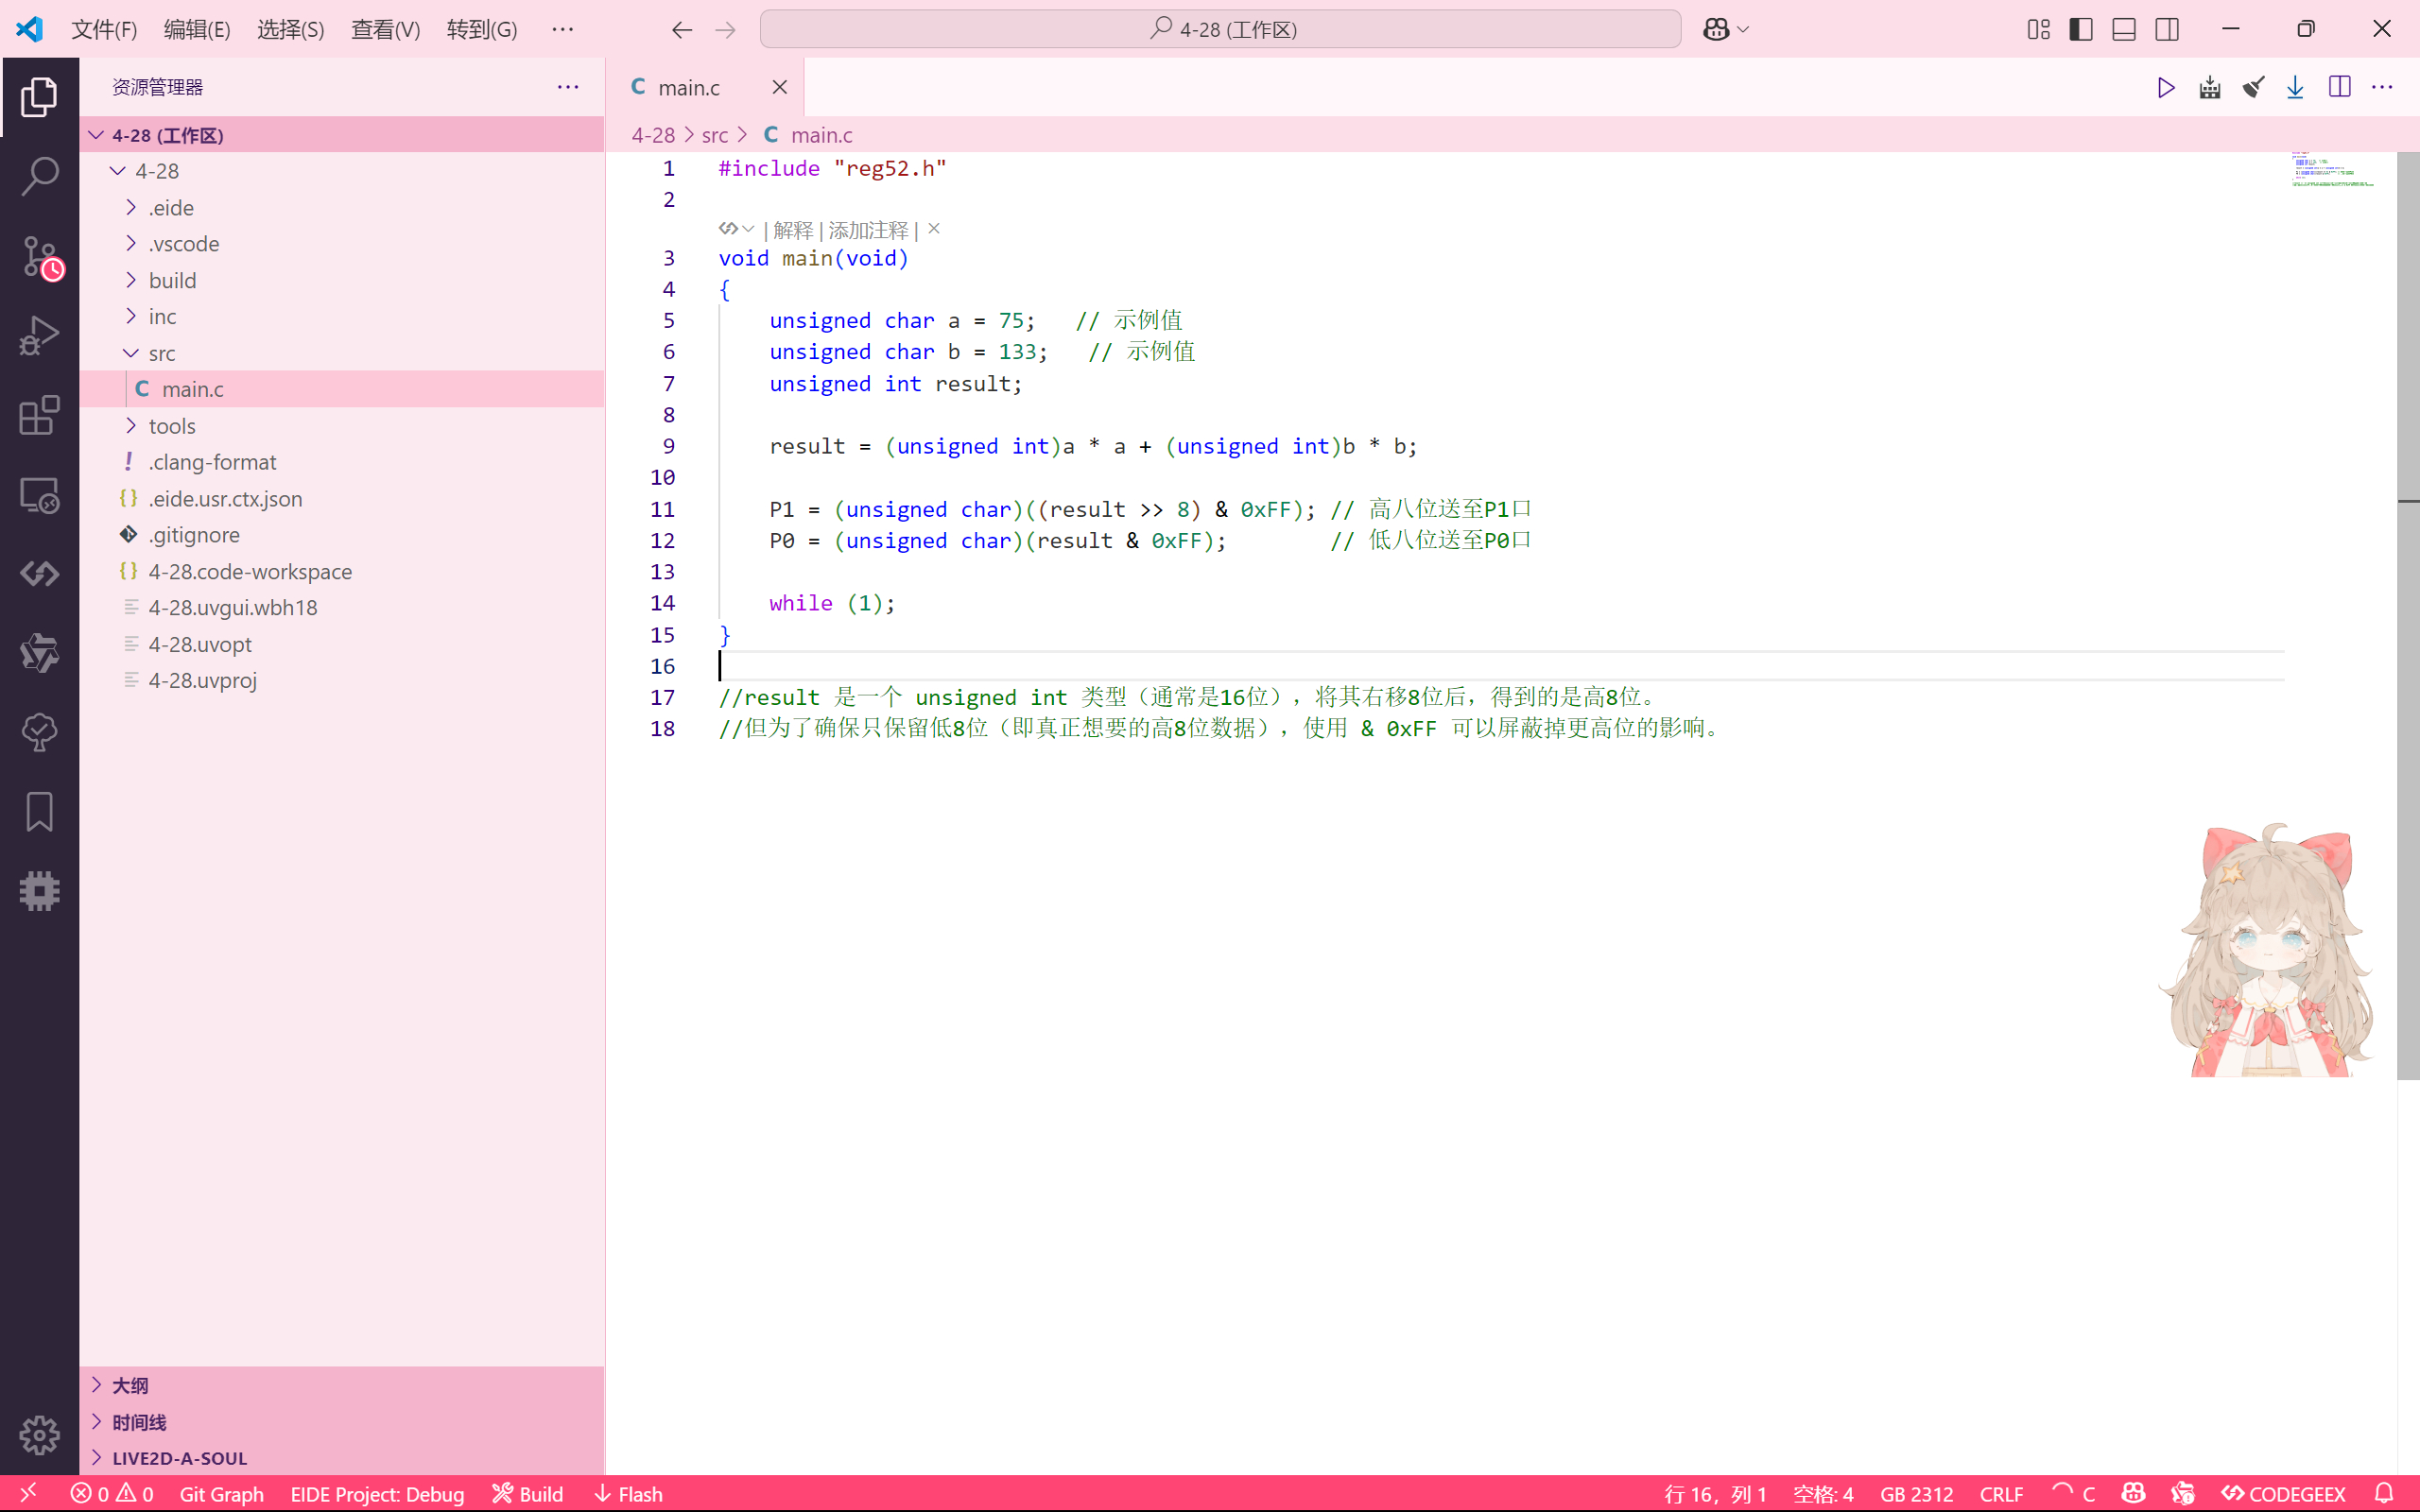 文件(F) 编辑(E) 选择(S) 查看(V) 转到(G) ··· 4-28 (工作区)
资源管理器 ···
4-28 (工作区)
4-28
.eide
.vscode
build
inc
src
C main.c
tools
! .clang-format
{} .eide.usr.ctx.json
.gitignore
{} 4-28.code-workspace
4-28.uvgui.wbh18
4-28.uvopt
4-28.uvproj
大纲
时间线
LIVE2D-A-SOUL
C main.c
4-28 > src > C main.c
1 #include "reg52.h"
2
| 解释 | 添加注释 | ×
3 void main(void)
4 {
5 unsigned char a = 75; // 示例值
6 unsigned char b = 133; // 示例值
7 unsigned int result;
8
9 result = (unsigned int)a * a + (unsigned int)b * b;
10
11 P1 = (unsigned char)((result >> 8) & 0xFF); // 高八位送至P1口
12 P0 = (unsigned char)(result & 0xFF); // 低八位送至P0口
13
14 while (1);
15 }
16
17 //result 是一个 unsigned int 类型（通常是16位），将其右移8位后，得到的是高8位。
18 //但为了确保只保留低8位（即真正想要的高8位数据），使用 & 0xFF 可以屏蔽掉更高位的影响。
0 0 Git Graph EIDE Project: Debug Build Flash 行 16，列 1 空格: 4 GB 2312 CRLF C CODEGEEX